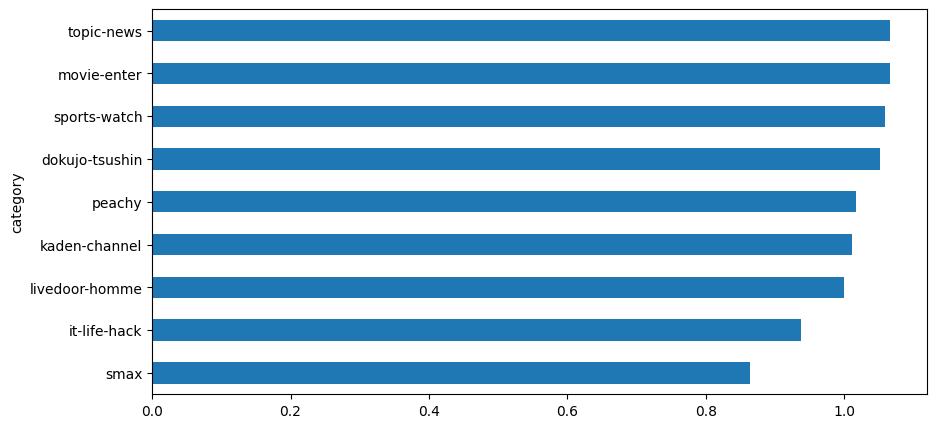 topic-news
movie-enter
sports-watch
dokujo-tsushin
peachy
kaden-channel
livedoor-homme
it-life-hack
smax
category
0.0 0.2 0.4 0.6 0.8 1.0